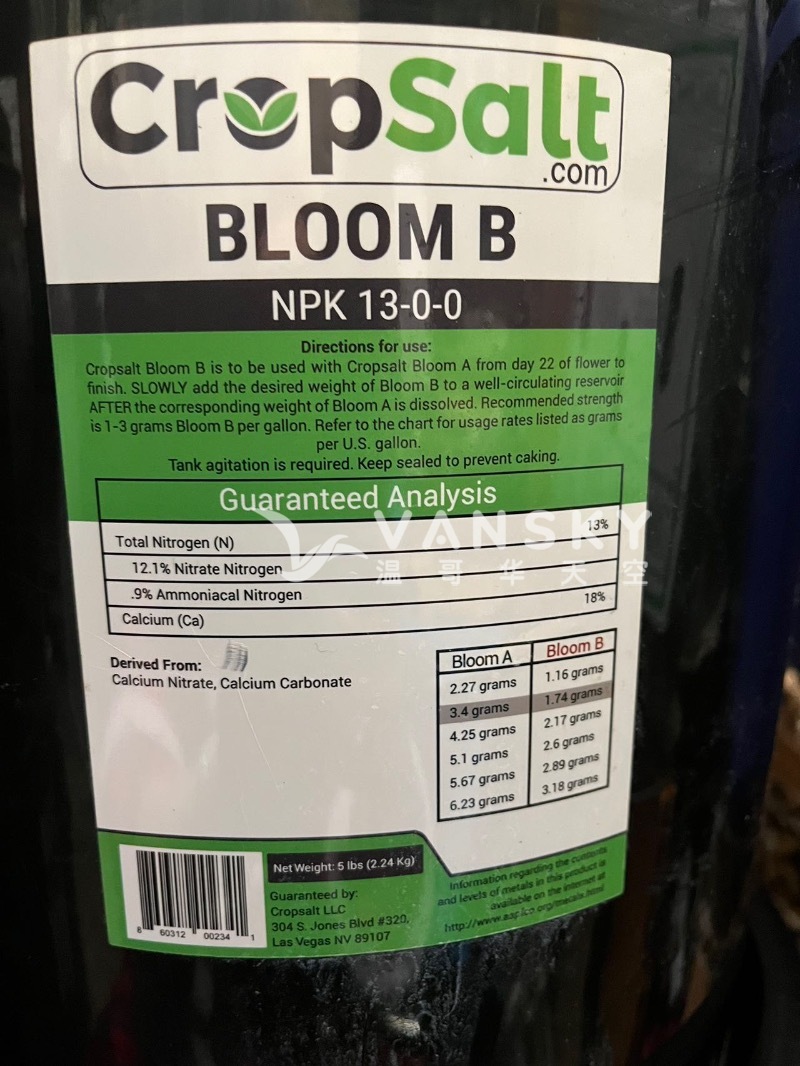 CropSalt
.com
BLOOM B
NPK 13-0-0
Directions for use:
Cropsalt Bloom B is to be used with Cropsalt Bloom A from day 22 of flower to
finish. SLOWLY add the desired weight of Bloom B to a well-circulating reservoir
AFTER the corresponding weight of Bloom A is dissolved. Recommended strength
is 1-3 grams Bloom B per gallon. Refer to the chart for usage rates listed as grams
per U.S. gallon.
Tank agitation is required. Keep sealed to prevent caking.
Guaranteed Analysis
Total Nitrogen (N) 13%
12.1% Nitrate Nitrogen
.9% Ammoniacal Nitrogen
Calcium (Ca) 18%
VANSKY
温哥华天空
Derived From:
Calcium Nitrate, Calcium Carbonate
Bloom A Bloom B
2.27 grams 1.16 grams
3.4 grams 1.74 grams
4.25 grams 2.17 grams
5.1 grams 2.6 grams
5.67 grams 2.89 grams
6.23 grams 3.18 grams
Net Weight: 5 lbs (2.24 Kg)
Guaranteed by:
Cropsalt LLC
304 S. Jones Blvd #320,
Las Vegas NV 89107
8 60312 00234 1
Information regarding the contents
and levels of metals in this product is
available on the internet at
http://www.aapfco.org/metals.html